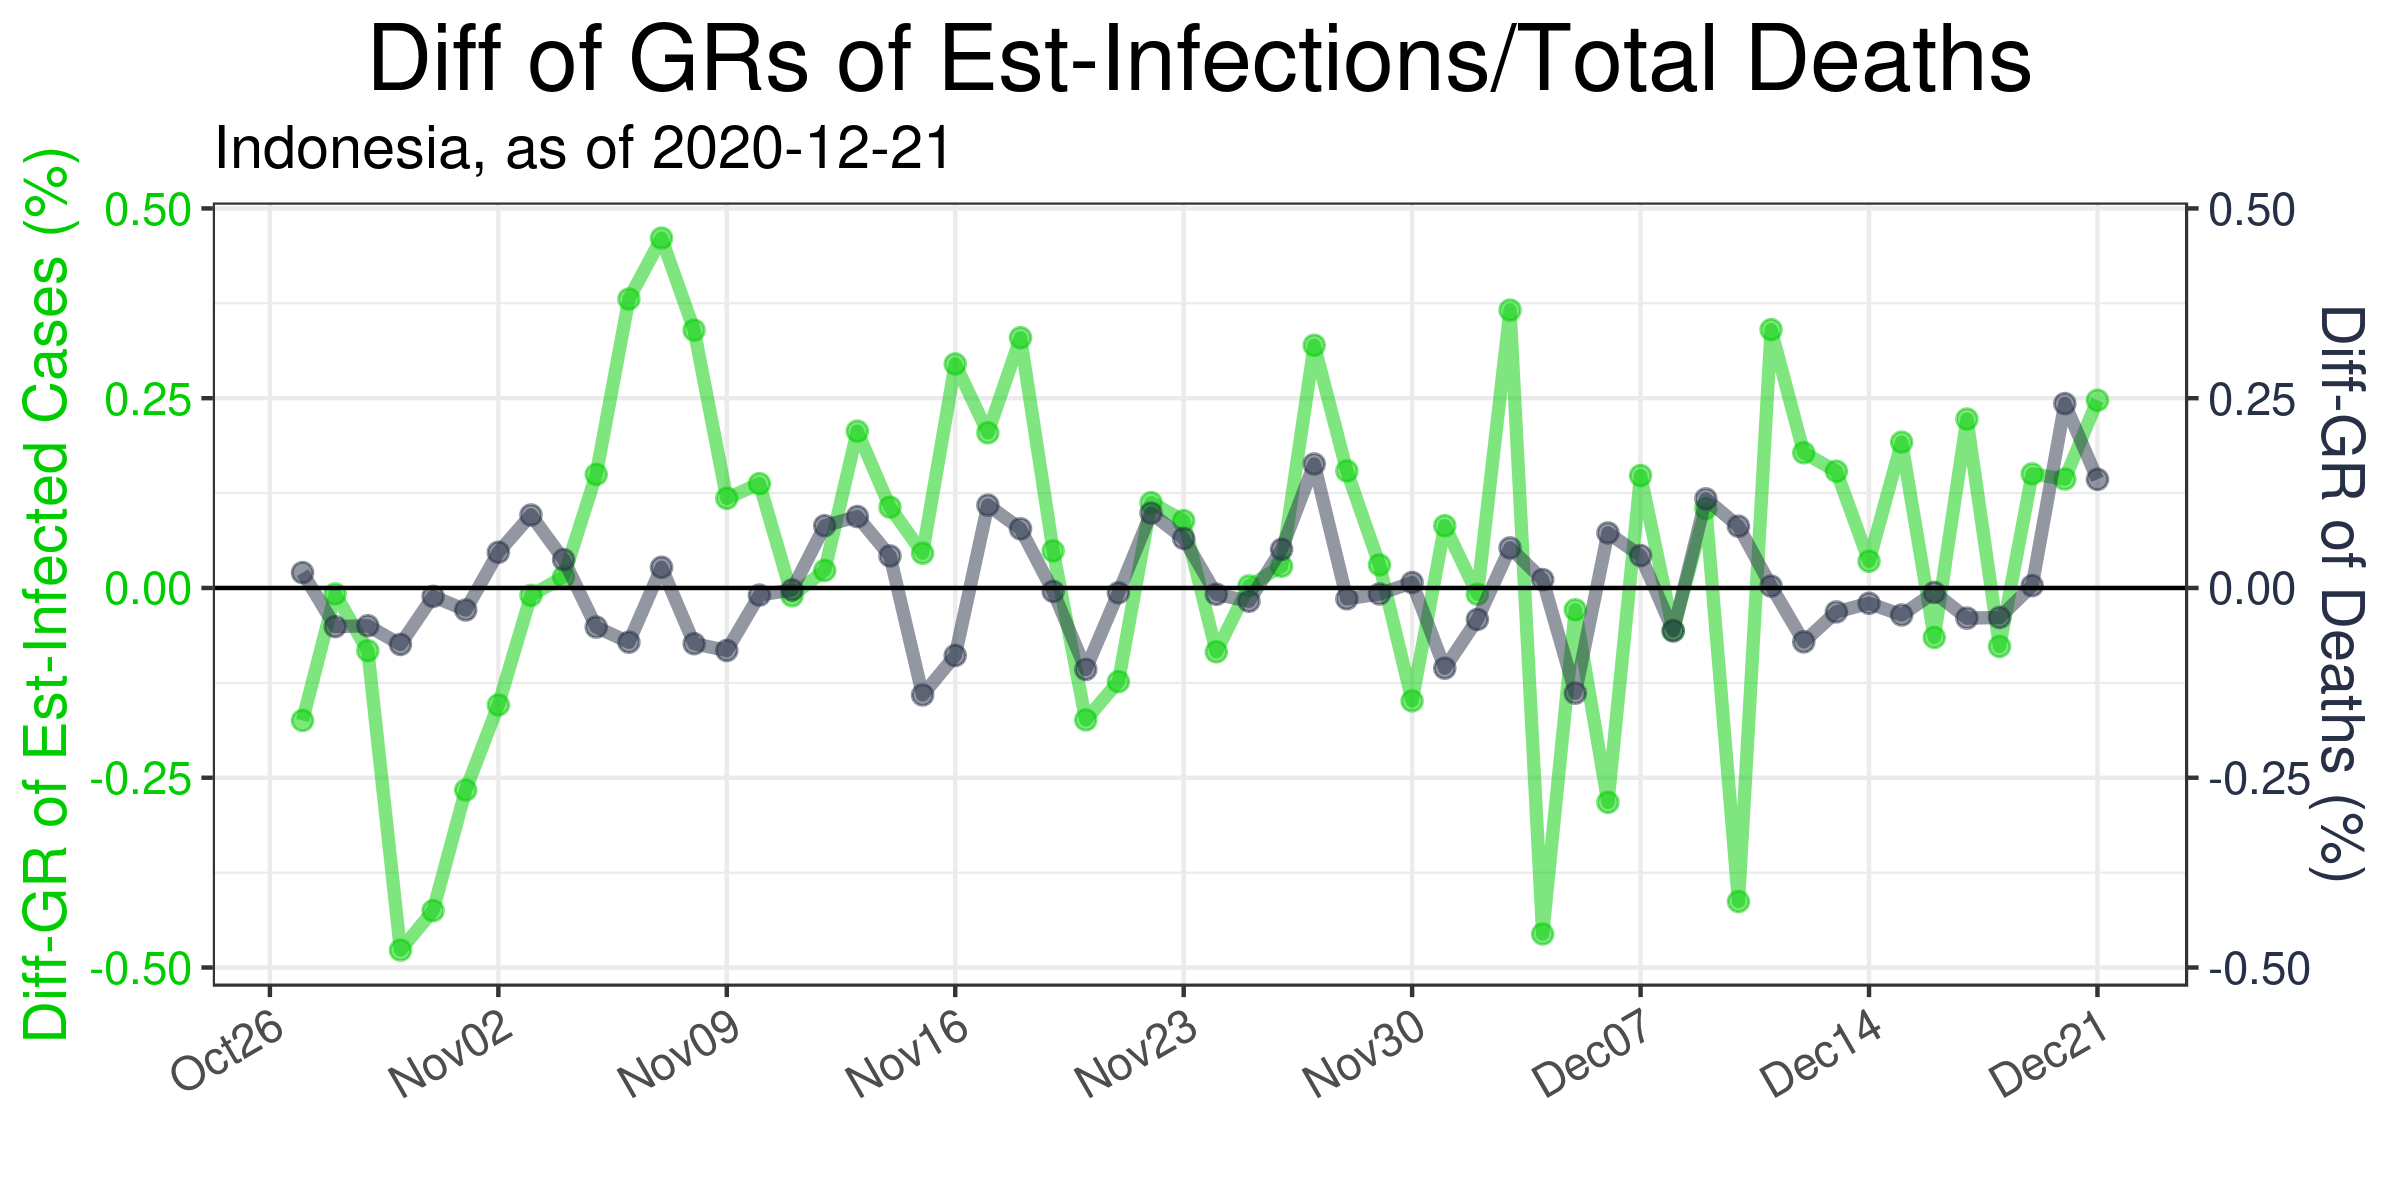 Diff of GRs of Est-Infections/Total Deaths
Indonesia, as of 2020-12-21
Diff-GR of Est-Infected Cases (%)
0.50
0.25
0.00
-0.25
-0.50
0.50
0.25
0.00
-0.25
-0.50
Diff-GR of Deaths (%)
Oct26
Nov02
Nov09
Nov16
Nov23
Nov30
Dec07
Dec14
Dec21